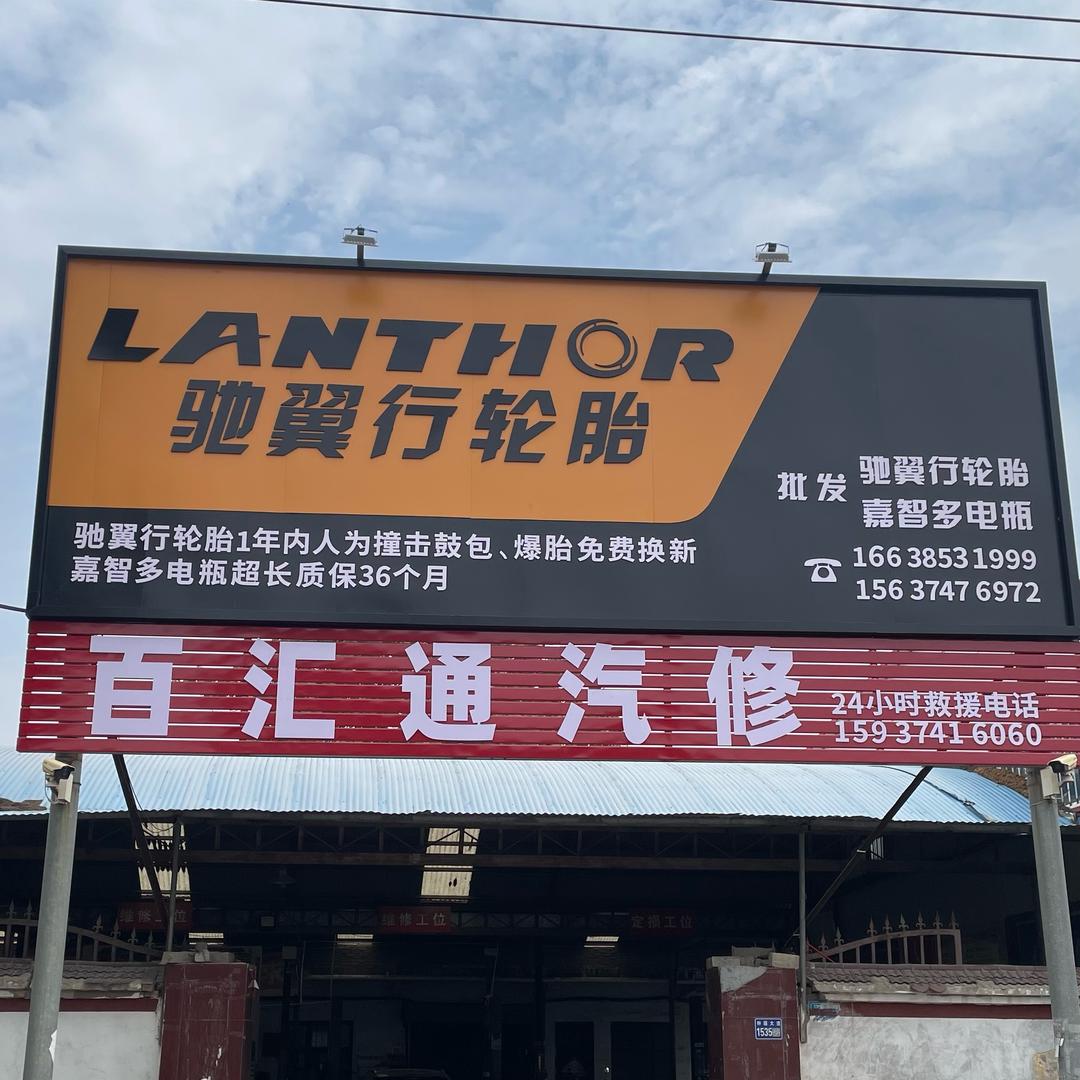 LANTHOR
驰翼行轮胎
驰翼行轮胎1年内人为撞击鼓包、爆胎免费换新
嘉智多电瓶超长质保36个月
批发
驰翼行轮胎
嘉智多电瓶
☎ 166 3853 1999
156 3747 6972
百汇通汽修
24小时救援电话
159 3741 6060
维修工位
维修工位
定损工位
1535